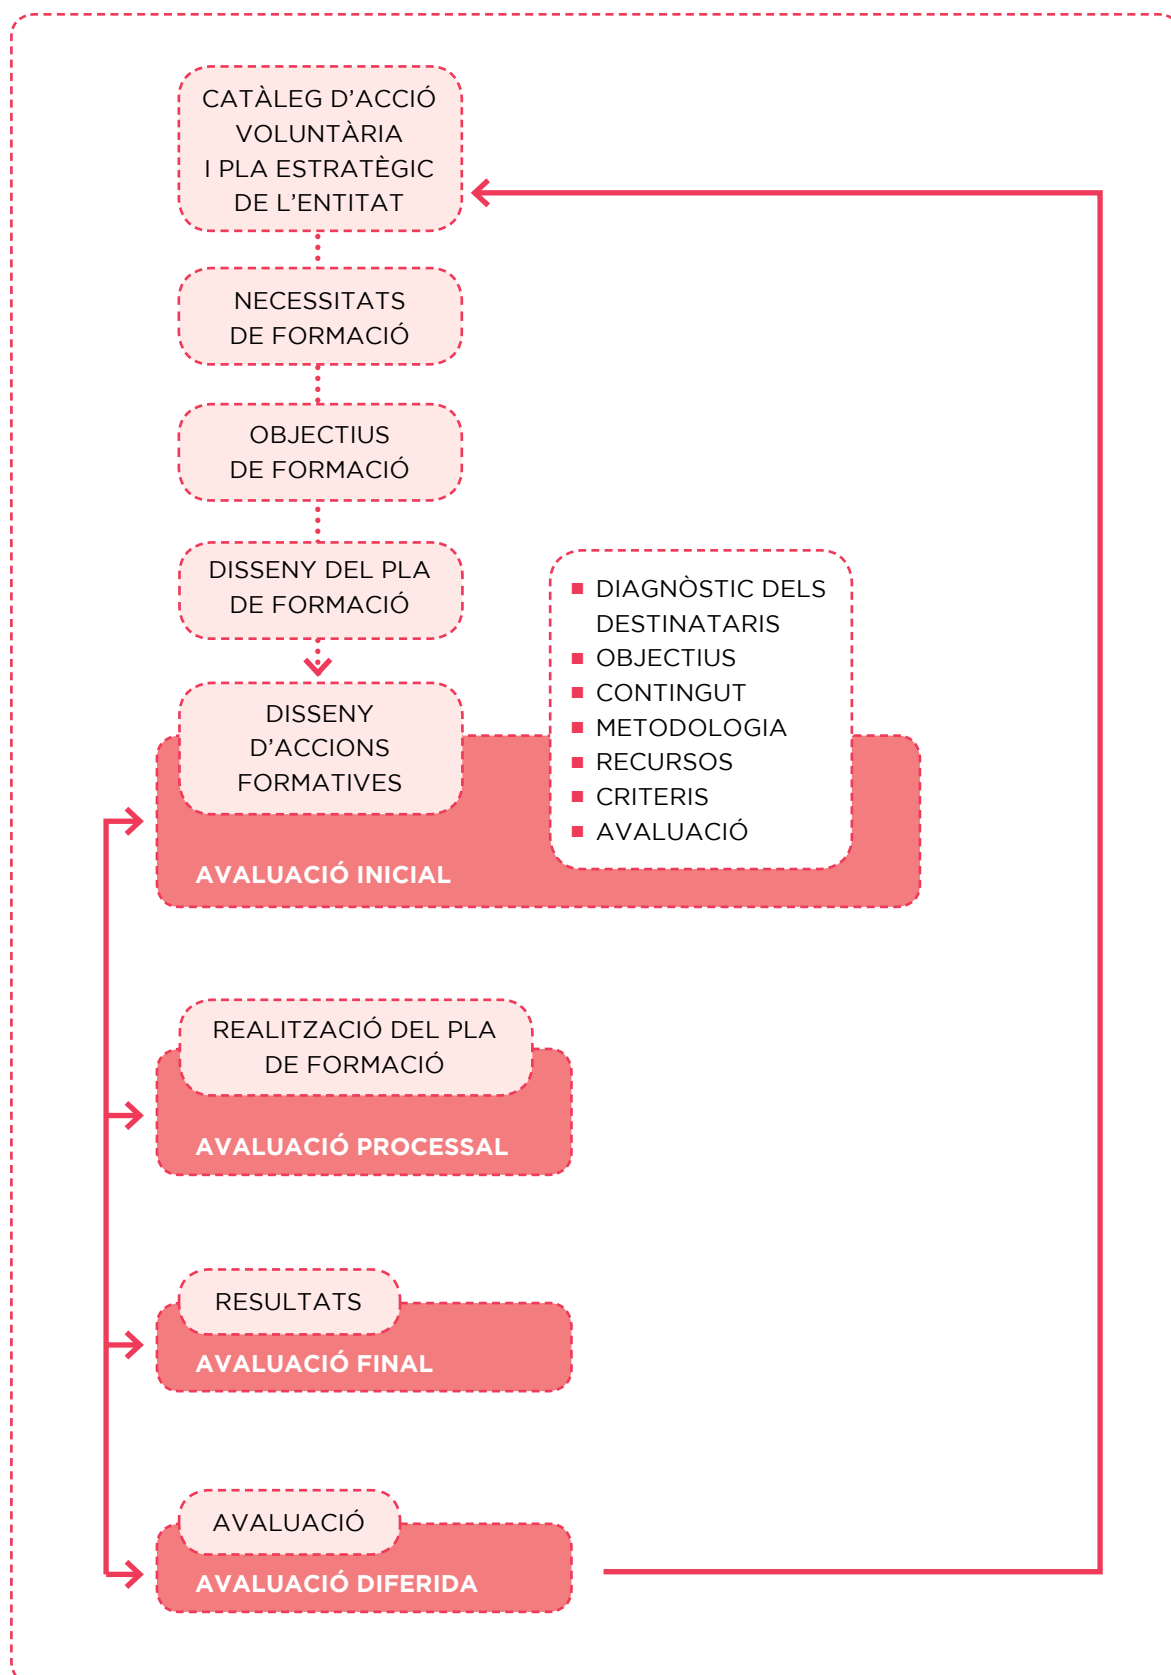 CATÀLEG D’ACCIÓ
VOLUNTÀRIA
I PLA ESTRATÈGIC
DE L’ENTITAT
NECESSITATS
DE FORMACIÓ
OBJECTIUS
DE FORMACIÓ
DISSENY DEL PLA
DE FORMACIÓ
DISSENY
D’ACCIONS
FORMATIVES
DIAGNÒSTIC DELS
DESTINATARIS
OBJECTIUS
CONTINGUT
METODOLOGIA
RECURSOS
CRITERIS
AVALUACIÓ
AVALUACIÓ INICIAL
REALITZACIÓ DEL PLA
DE FORMACIÓ
AVALUACIÓ PROCESSAL
RESULTATS
AVALUACIÓ FINAL
AVALUACIÓ
AVALUACIÓ DIFERIDA